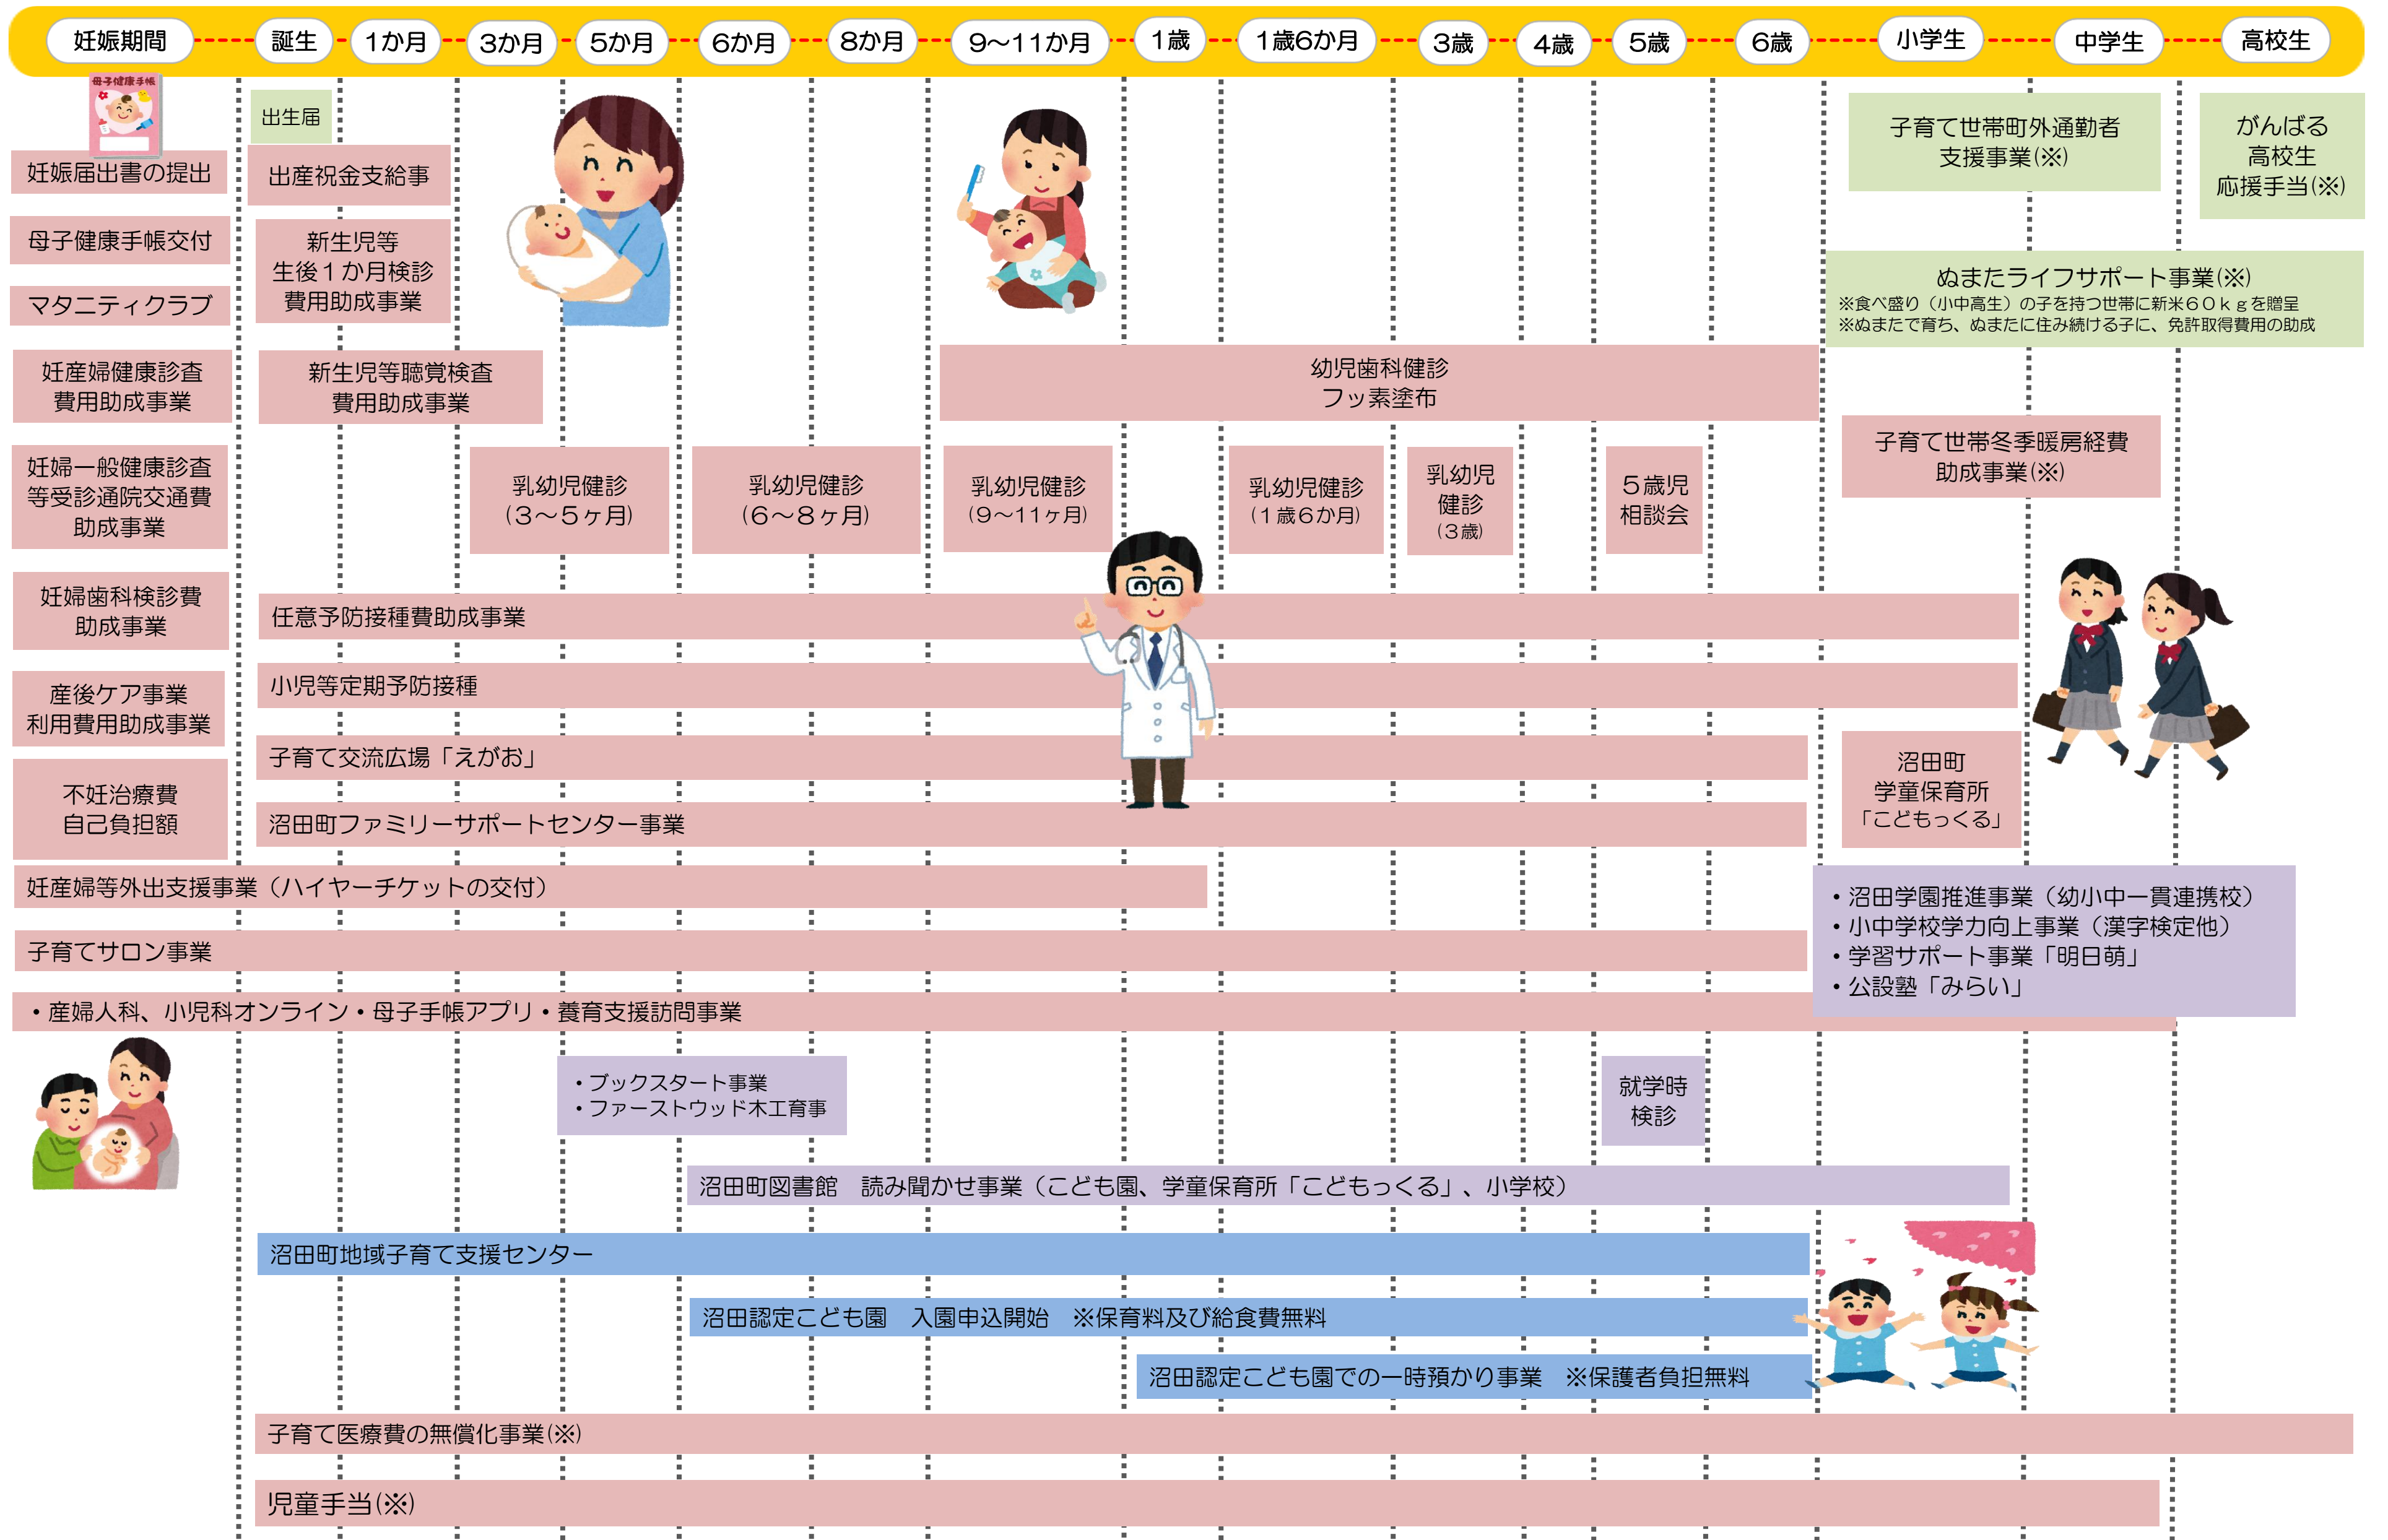 妊娠期間
誕生
1か月
3か月
5か月
6か月
8か月
9〜11か月
1歳
1歳6か月
3歳
4歳
5歳
6歳
小学生
中学生
高校生
母子健康手帳
妊娠届出書の提出
母子健康手帳交付
マタニティクラブ
妊産婦健康診査
費用助成事業
妊婦一般健康診査
等受診通院交通費
助成事業
妊婦歯科検診費
助成事業
産後ケア事業
利用費用助成事業
不妊治療費
自己負担額
出生届
出産祝金支給事
新生児等
生後１か月検診
費用助成事業
新生児等聴覚検査
費用助成事業
子育て世帯町外通勤者
支援事業(※)
がんばる
高校生
応援手当(※)
ぬまたライフサポート事業(※)
※食べ盛り（小中高生）の子を持つ世帯に新米６０ｋｇを贈呈
※ぬまたで育ち、ぬまたに住み続ける子に、免許取得費用の助成
幼児歯科健診
フッ素塗布
子育て世帯冬季暖房経費
助成事業(※)
乳幼児健診
(３〜５ヶ月)
乳幼児健診
(６〜８ヶ月)
乳幼児健診
(９〜11ヶ月)
乳幼児健診
(１歳６か月)
乳幼児
健診
(３歳)
５歳児
相談会
任意予防接種費助成事業
小児等定期予防接種
子育て交流広場「えがお」
沼田町ファミリーサポートセンター事業
沼田町
学童保育所
「こどもっくる」
妊産婦等外出支援事業（ハイヤーチケットの交付）
子育てサロン事業
・産婦人科、小児科オンライン・母子手帳アプリ・養育支援訪問事業
・沼田学園推進事業（幼小中一貫連携校）
・小中学校学力向上事業（漢字検定他）
・学習サポート事業「明日萌」
・公設塾「みらい」
・ブックスタート事業
・ファーストウッド木工育事
就学時
検診
沼田町図書館　読み聞かせ事業（こども園、学童保育所「こどもっくる」、小学校）
沼田町地域子育て支援センター
沼田認定こども園　入園申込開始　※保育料及び給食費無料
沼田認定こども園での一時預かり事業　※保護者負担無料
子育て医療費の無償化事業(※)
児童手当(※)